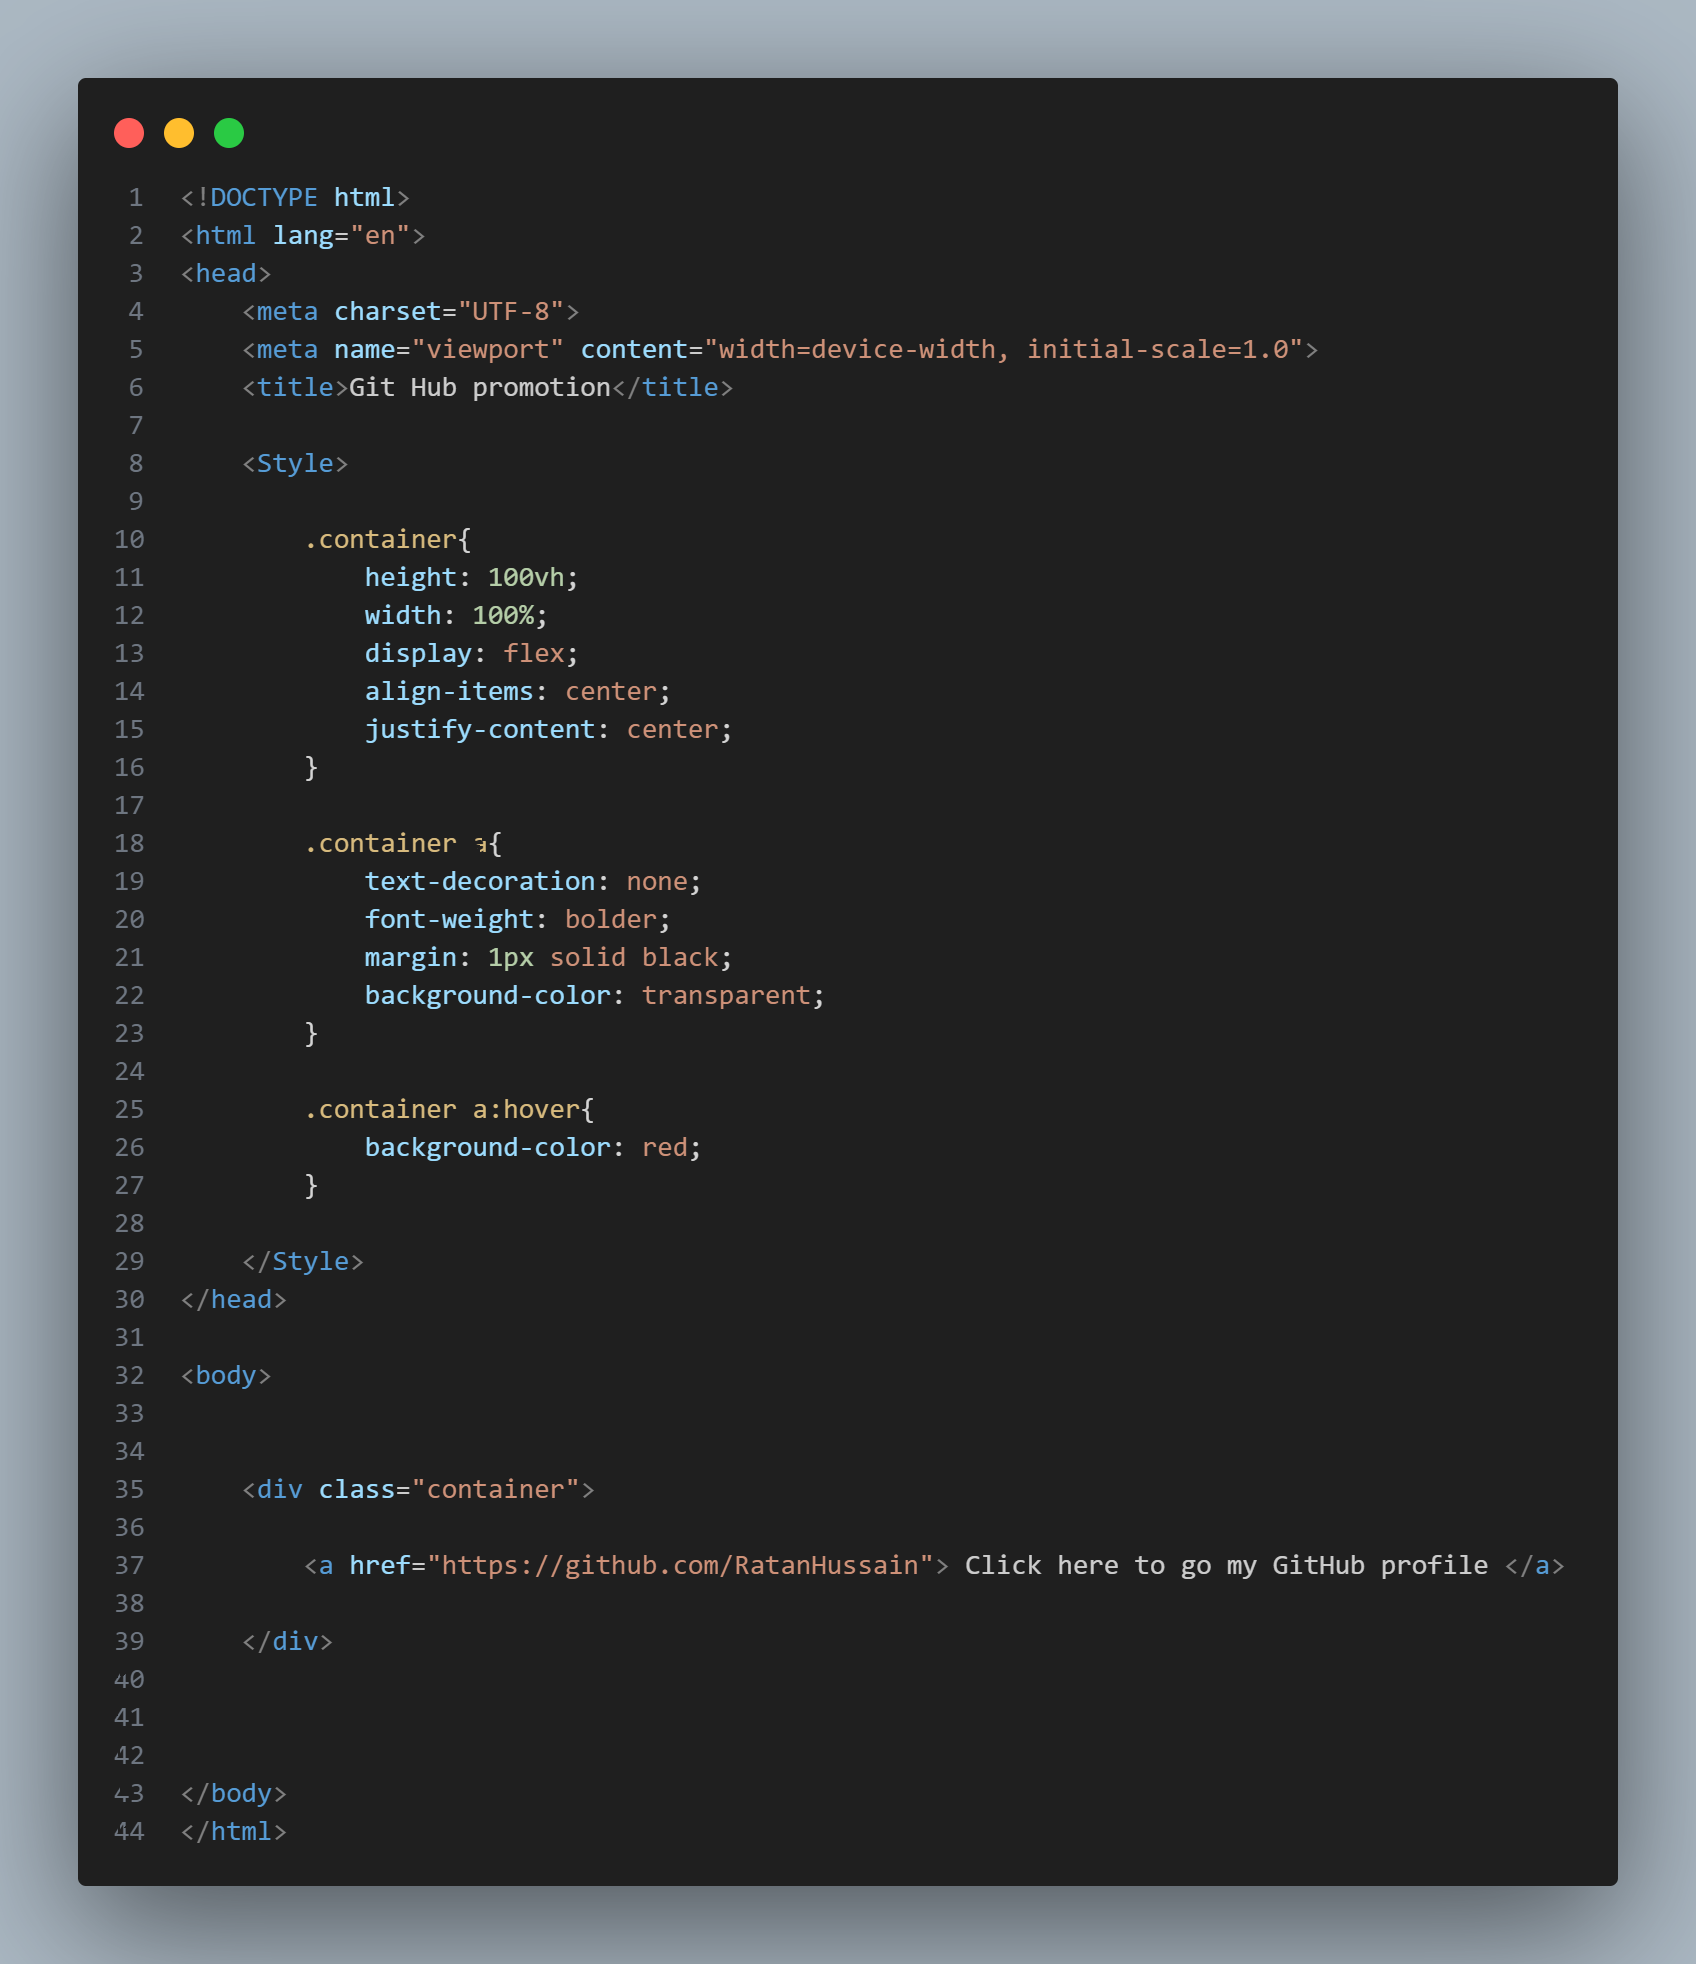 1 <!DOCTYPE html>
2 <html lang="en">
3 <head>
4     <meta charset="UTF-8">
5     <meta name="viewport" content="width=device-width, initial-scale=1.0">
6     <title>Git Hub promotion</title>
7
8     <Style>
9
10         .container{
11             height: 100vh;
12             width: 100%;
13             display: flex;
14             align-items: center;
15             justify-content: center;
16         }
17
18         .container a{
19             text-decoration: none;
20             font-weight: bolder;
21             margin: 1px solid black;
22             background-color: transparent;
23         }
24
25         .container a:hover{
26             background-color: red;
27         }
28
29     </Style>
30 </head>
31
32 <body>
33
34
35     <div class="container">
36
37         <a href="https://github.com/RatanHussain"> Click here to go my GitHub profile </a>
38
39     </div>
40
41
42
43 </body>
44 </html>